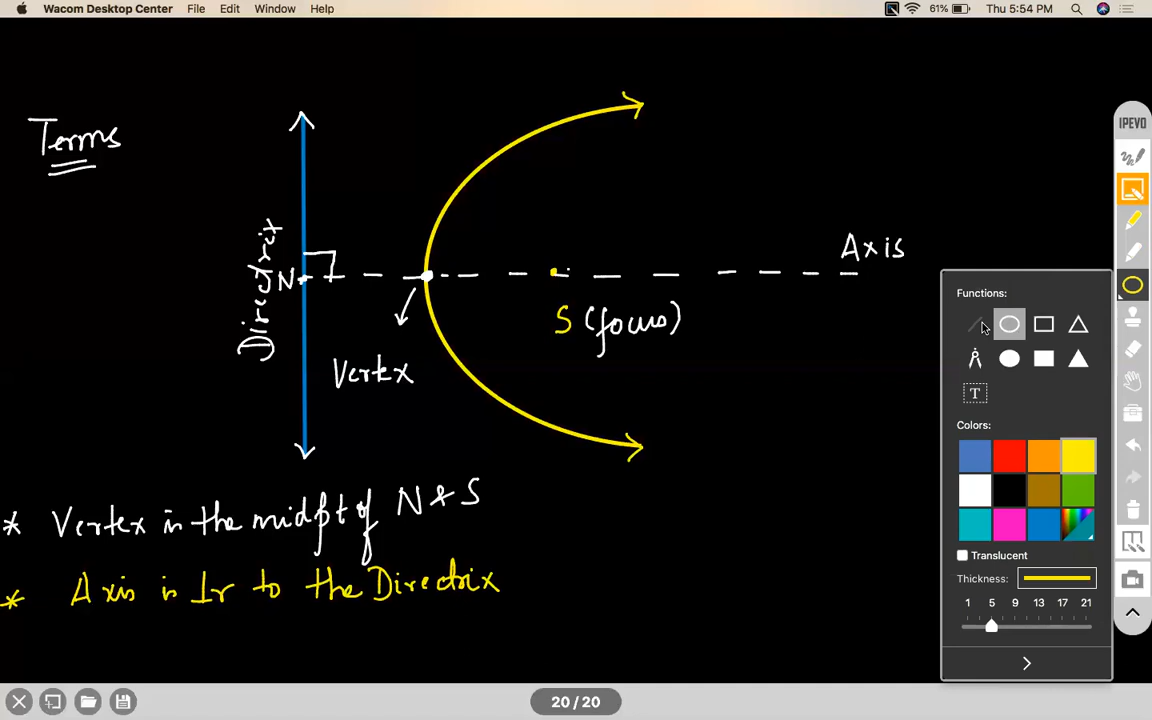 Wacom Desktop Center File Edit Window Help 61% Thu 5:54 PM
Terms
Axis
Directrix
N
S (focus)
Vertex
* Vertex is the midpt of N & S
* Axis is ⊥r to the Directrix
IPEVO
Functions:
T
Colors:
Translucent
Thickness:
1 5 9 13 17 21
20 / 20